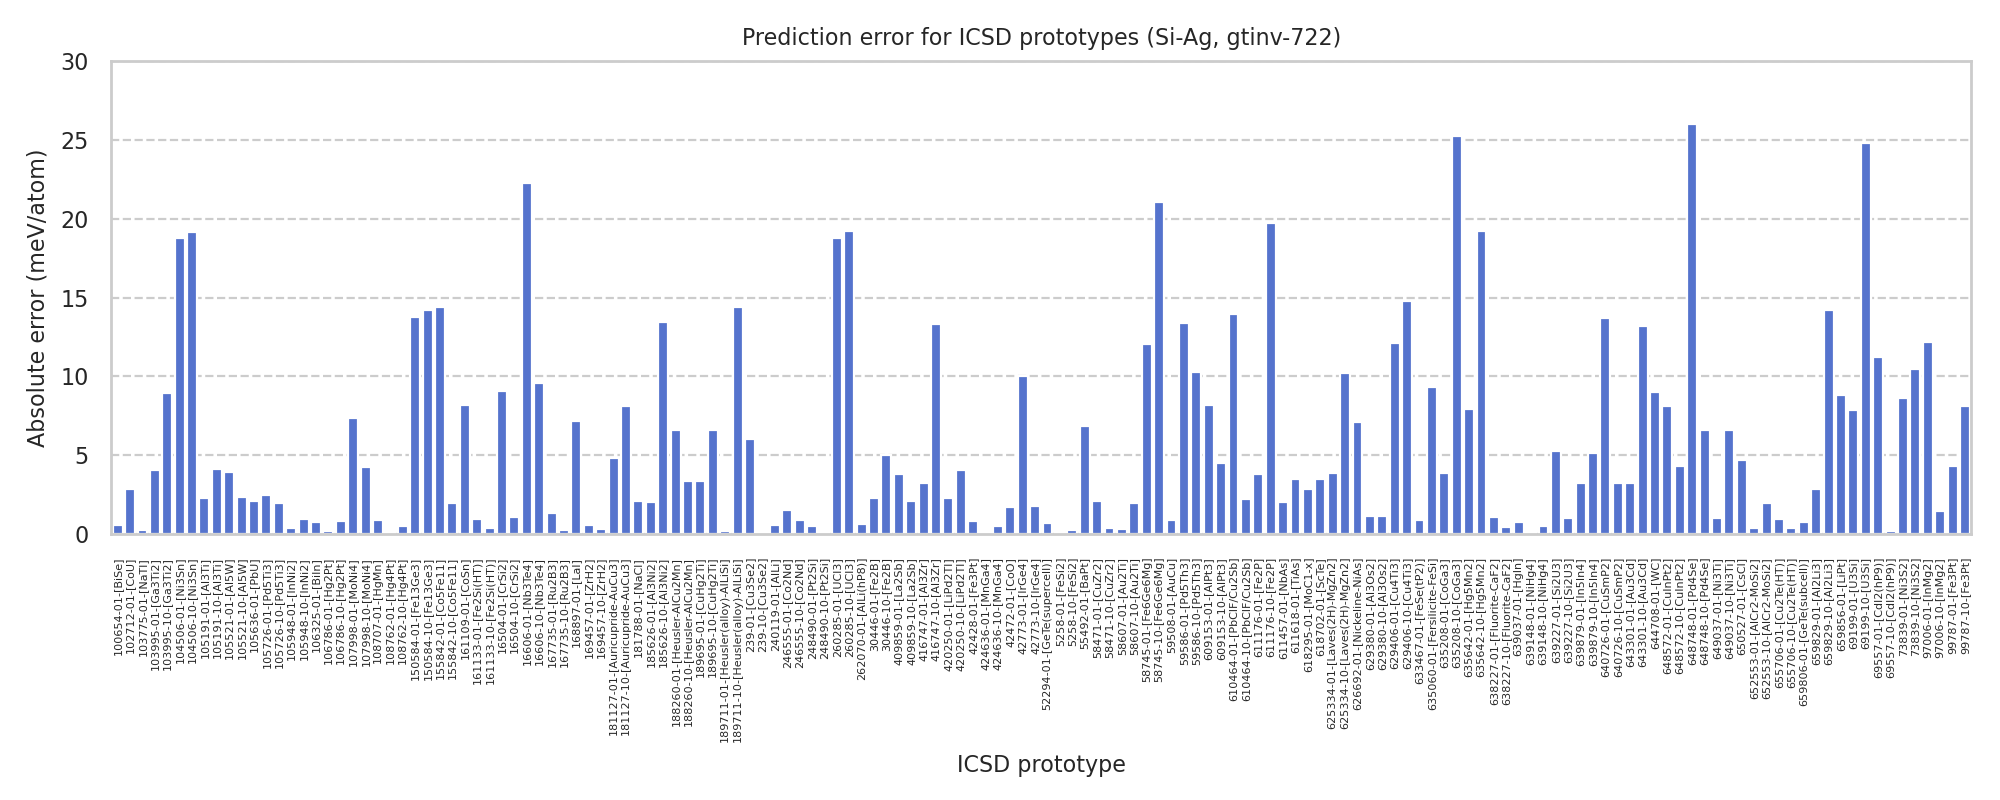 Prediction error for ICSD prototypes (Si-Ag, gtinv-722)
Absolute error (meV/atom)
30
25
20
15
10
5
0
100654-01-[BiSe]
102712-01-[CoU]
103775-01-[NaTl]
103995-01-[Ga3Ti2]
103995-10-[Ga3Ti2]
104506-01-[Ni3Sn]
104506-10-[Ni3Sn]
105191-01-[Al3Ti]
105191-10-[Al3Ti]
105521-01-[Al5W]
105521-10-[Al5W]
105636-01-[PbU]
105726-01-[Pd5Ti3]
105726-10-[Pd5Ti3]
105948-01-[InNi2]
105948-10-[InNi2]
106325-01-[BiIn]
106786-01-[Hg2Pt]
106786-10-[Hg2Pt]
107998-01-[MoNi4]
107998-10-[MoNi4]
108707-01-[HgMn]
108762-01-[Hg4Pt]
108762-10-[Hg4Pt]
150584-01-[Fe13Ge3]
150584-10-[Fe13Ge3]
155842-01-[Co5Fe11]
155842-10-[Co5Fe11]
161109-01-[CoSn]
161133-01-[Fe2Si(HT)]
161133-10-[Fe2Si(HT)]
16504-01-[CrSi2]
16504-10-[CrSi2]
16606-01-[Nb3Te4]
16606-10-[Nb3Te4]
167735-01-[Ru2B3]
167735-10-[Ru2B3]
168897-01-[LaI]
169457-01-[ZrH2]
169457-10-[ZrH2]
181127-01-[Auricupride-AuCu3]
181127-10-[Auricupride-AuCu3]
181788-01-[NaCl]
185626-01-[Al3Ni2]
185626-10-[Al3Ni2]
188260-01-[Heusler-AlCu2Mn]
188260-10-[Heusler-AlCu2Mn]
189695-01-[CuHg2Ti]
189695-10-[CuHg2Ti]
189711-01-[Heusler(alloy)-AlLiSi]
189711-10-[Heusler(alloy)-AlLiSi]
239-01-[Cu3Se2]
239-10-[Cu3Se2]
240119-01-[AlLi]
246555-01-[Co2Nd]
246555-10-[Co2Nd]
248490-01-[Pt2Si]
248490-10-[Pt2Si]
260285-01-[UCl3]
260285-10-[UCl3]
262070-01-[AlLi(hP8)]
30446-01-[Fe2B]
30446-10-[Fe2B]
409859-01-[La2Sb]
409859-10-[La2Sb]
416747-01-[Al3Zr]
416747-10-[Al3Zr]
420250-01-[LiPd2Tl]
420250-10-[LiPd2Tl]
42428-01-[Fe3Pt]
424636-01-[MnGa4]
424636-10-[MnGa4]
42472-01-[CoO]
42773-01-[IrGe4]
42773-10-[IrGe4]
52294-01-[GeTe(supercell)]
5258-01-[FeSi2]
5258-10-[FeSi2]
55492-01-[BaPt]
58471-01-[CuZr2]
58471-10-[CuZr2]
58607-01-[Au2Ti]
58607-10-[Au2Ti]
58745-01-[Fe6Ge6Mg]
58745-10-[Fe6Ge6Mg]
59508-01-[AuCu]
59586-01-[Pd5Th3]
59586-10-[Pd5Th3]
609153-01-[AlPt3]
609153-10-[AlPt3]
610464-01-[PbClF/Cu2Sb]
610464-10-[PbClF/Cu2Sb]
611176-01-[Fe2P]
611176-10-[Fe2P]
611457-01-[NbAs]
611618-01-[TiAs]
618295-01-[MoC1-x]
618702-01-[ScTe]
625334-01-[Laves(2H)-MgZn2]
625334-10-[Laves(2H)-MgZn2]
626692-01-[Nickeline-NiAs]
629380-01-[Al3Os2]
629380-10-[Al3Os2]
629406-01-[Cu4Ti3]
629406-10-[Cu4Ti3]
633467-01-[FeSe(tP2)]
635060-01-[Fersilicite-FeSi]
635208-01-[CoGa3]
635208-10-[CoGa3]
635642-01-[Hg5Mn2]
635642-10-[Hg5Mn2]
638227-01-[Fluorite-CaF2]
638227-10-[Fluorite-CaF2]
639037-01-[HgIn]
639148-01-[NiHg4]
639148-10-[NiHg4]
639227-01-[Si2U3]
639227-10-[Si2U3]
639879-01-[In5In4]
639879-10-[In5In4]
640726-01-[CuSmP2]
640726-10-[CuSmP2]
643301-01-[Au3Cd]
643301-10-[Au3Cd]
644708-01-[WC]
648572-01-[CuInPt2]
648572-10-[CuInPt2]
648748-01-[Pd4Se]
648748-10-[Pd4Se]
649037-01-[Ni3Ti]
649037-10-[Ni3Ti]
650527-01-[CsCl]
652553-01-[AlCr2-MoSi2]
652553-10-[AlCr2-MoSi2]
655706-01-[Cu2Te(HT)]
655706-10-[Cu2Te(HT)]
659806-01-[GeTe(subcell)]
659829-01-[Al2Li3]
659829-10-[Al2Li3]
659856-01-[LiPt]
69199-01-[U3Si]
69199-10-[U3Si]
69557-01-[CdI2(hP9)]
69557-10-[CdI2(hP9)]
73839-01-[Ni3S2]
73839-10-[Ni3S2]
97006-01-[InMg2]
97006-10-[InMg2]
99787-01-[Fe3Pt]
99787-10-[Fe3Pt]
ICSD prototype